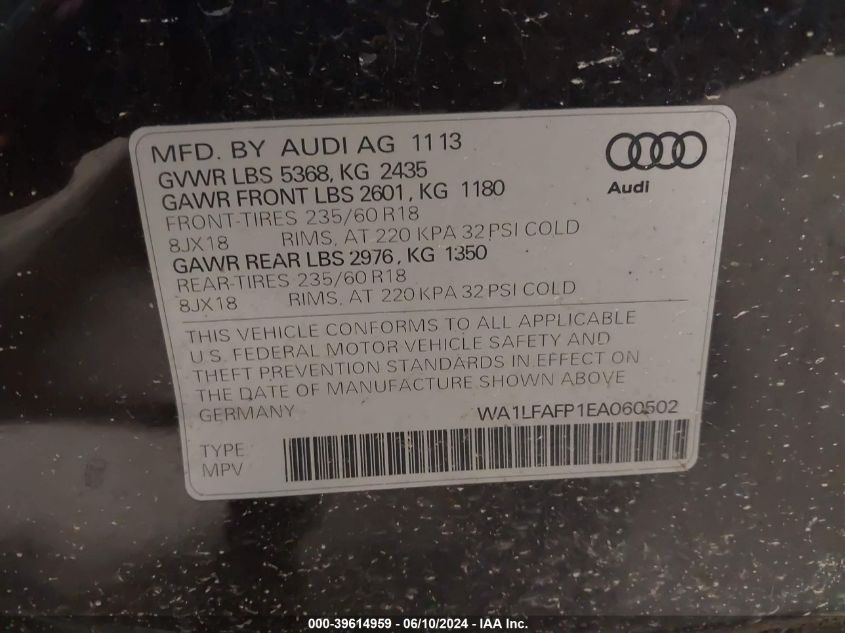 MFD. BY AUDI AG 11 13
GVWR LBS 5368, KG 2435
GAWR FRONT LBS 2601, KG 1180
FRONT-TIRES 235/60 R18
8JX18 RIMS, AT 220 KPA 32 PSI COLD
GAWR REAR LBS 2976, KG 1350
REAR-TIRES 235/60 R18
8JX18 RIMS, AT 220 KPA 32 PSI COLD
Audi
THIS VEHICLE CONFORMS TO ALL APPLICABLE
U.S. FEDERAL MOTOR VEHICLE SAFETY AND
THEFT PREVENTION STANDARDS IN EFFECT ON
THE DATE OF MANUFACTURE SHOWN ABOVE
GERMANY WA1LFAFP1EA060502
TYPE
MPV
000-39614959 - 06/10/2024 - IAA Inc.